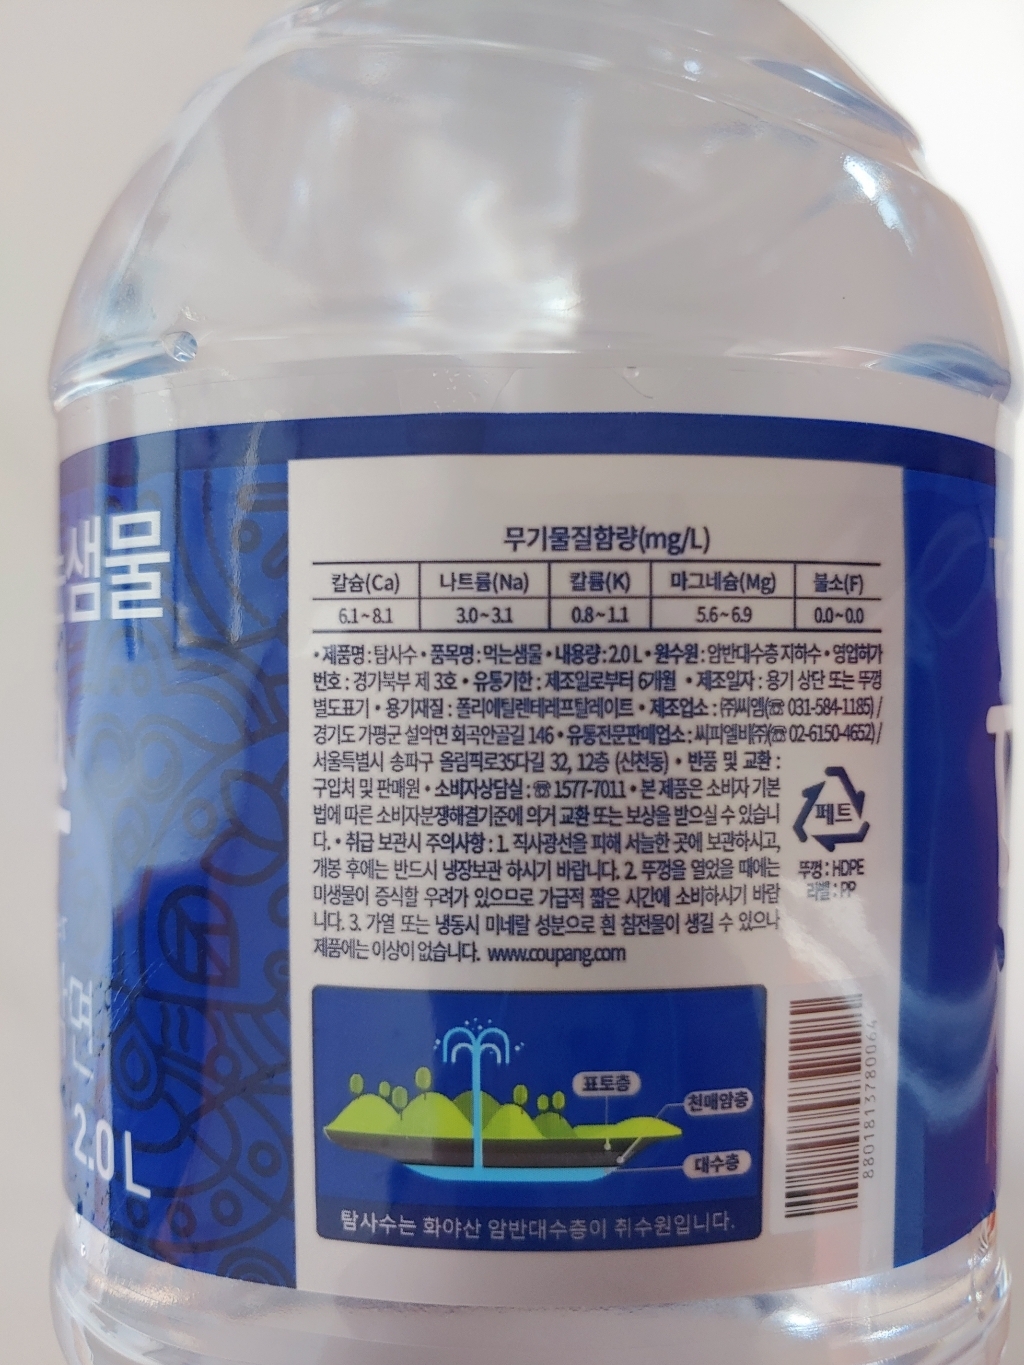 샘물
면
2.0 L
무기물질함량(mg/L)
칼슘(Ca) 나트륨(Na) 칼륨(K) 마그네슘(Mg) 불소(F)
6.1~8.1 3.0~3.1 0.8~1.1 5.6~6.9 0.0~0.0
•제품명:탐사수•품목명:먹는샘물•내용량:2.0L•원수원:암반대수층지하수•영업허가
번호:경기북부 제 3호•유통기한:제조일로부터 6개월 •제조일자:용기 상단 또는 뚜껑
별도표기•용기재질:폴리에틸렌테레프탈레이트•제조업소:㈜씨엠(☏ 031-584-1185)/
경기도 가평군 설악면 회곡안골길 146•유통전문판매업소:씨피엘비㈜(☏ 02-6150-4652)/
서울특별시 송파구 올림픽로35다길 32, 12층 (신천동)•반품 및 교환:
구입처 및 판매원•소비자상담실:☏ 1577-7011•본 제품은 소비자 기본
법에 따른 소비자분쟁해결기준에 의거 교환 또는 보상을 받으실 수 있습니
다.•취급 보관시 주의사항:1. 직사광선을 피해 서늘한 곳에 보관하시고,
개봉 후에는 반드시 냉장보관 하시기 바랍니다. 2. 뚜껑을 열었을 때에는
미생물이 증식할 우려가 있으므로 가급적 짧은 시간에 소비하시기 바랍
니다. 3. 가열 또는 냉동시 미네랄 성분으로 흰 침전물이 생길 수 있으나
제품에는 이상이 없습니다. www.coupang.com
페트
뚜껑:HDPE
라벨:PP
표토층
천매암층
대수층
탐사수는 화야산 암반대수층이 취수원입니다.
8801813780064